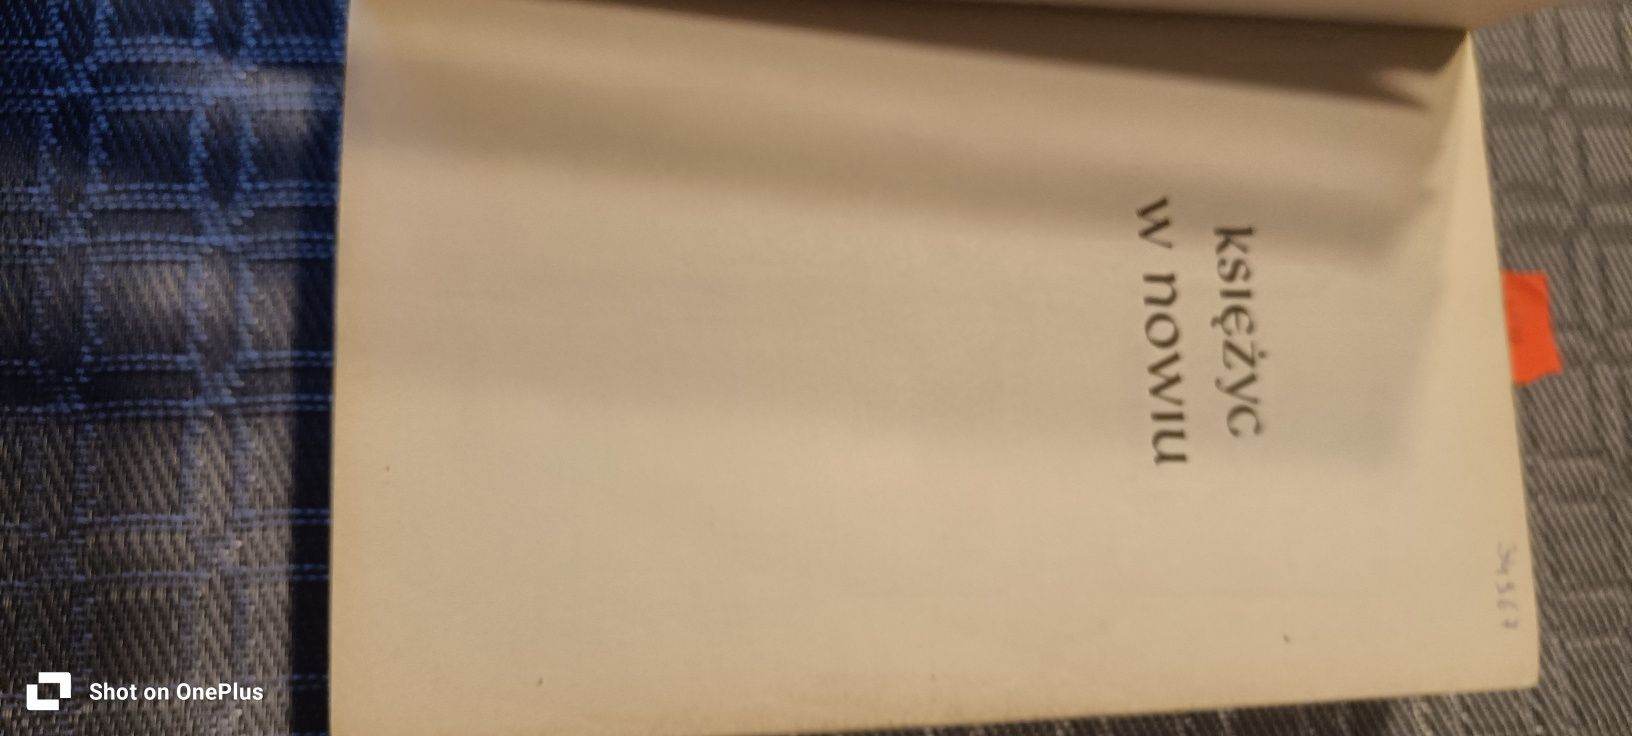 księżyc
w nowiu
Shot on OnePlus